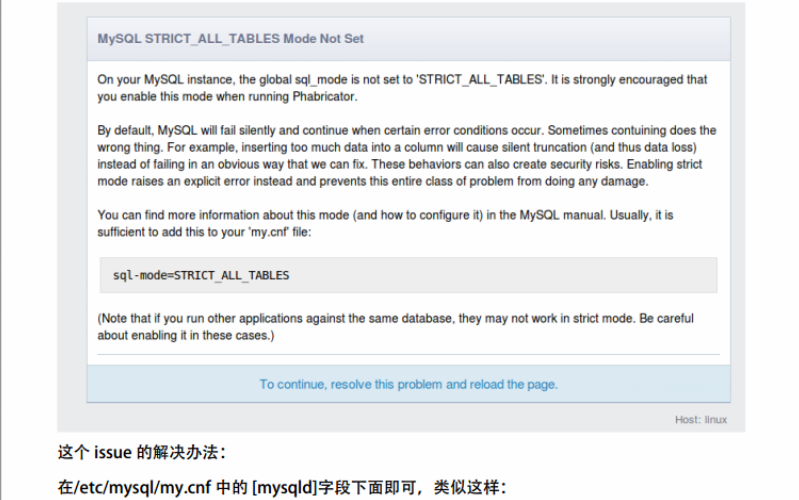 MySQL STRICT_ALL_TABLES Mode Not Set
On your MySQL instance, the global sql_mode is not set to 'STRICT_ALL_TABLES'. It is strongly encouraged that
you enable this mode when running Phabricator.
By default, MySQL will fail silently and continue when certain error conditions occur. Sometimes contuining does the
wrong thing. For example, inserting too much data into a column will cause silent truncation (and thus data loss)
instead of failing in an obvious way that we can fix. These behaviors can also create security risks. Enabling strict
mode raises an explicit error instead and prevents this entire class of problem from doing any damage.
You can find more information about this mode (and how to configure it) in the MySQL manual. Usually, it is
sufficient to add this to your 'my.cnf' file:
sql-mode=STRICT_ALL_TABLES
(Note that if you run other applications against the same database, they may not work in strict mode. Be careful
about enabling it in these cases.)
To continue, resolve this problem and reload the page.
Host: linux
这个 issue 的解决办法：
在/etc/mysql/my.cnf 中的 [mysqld]字段下面即可，类似这样：